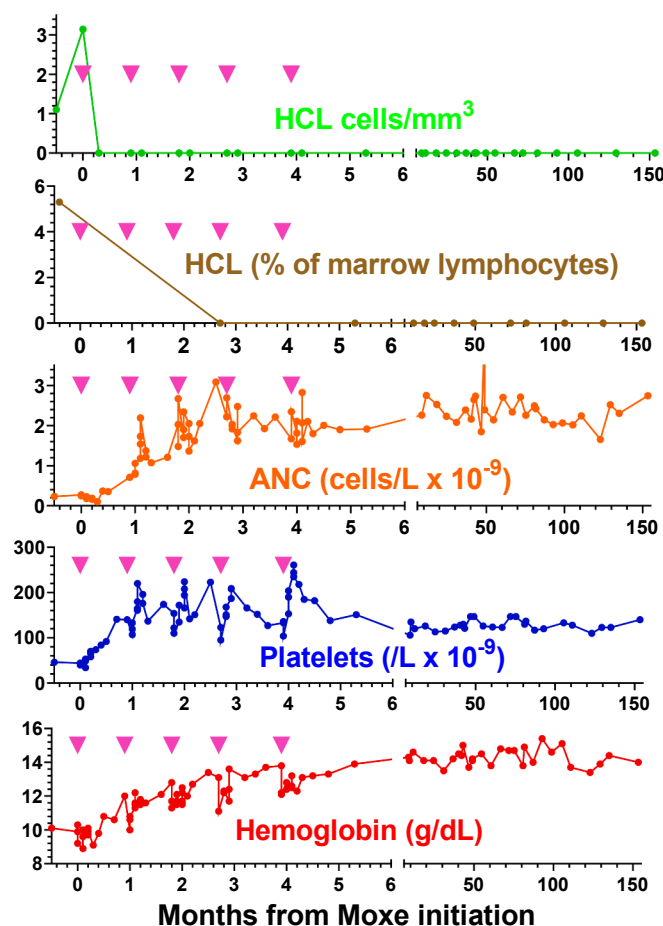 3
2
1
0
HCL cells/mm³
0 1 2 3 4 5 6 50 100 150
6
4
2
0
HCL (% of marrow lymphocytes)
0 1 2 3 4 5 6 50 100 150
3
2
1
0
ANC (cells/L x 10⁻⁹)
0 1 2 3 4 5 6 50 100 150
300
200
100
0
Platelets (/L x 10⁻⁹)
0 1 2 3 4 5 6 50 100 150
16
14
12
10
8
Hemoglobin (g/dL)
0 1 2 3 4 5 6 50 100 150
Months from Moxe initiation